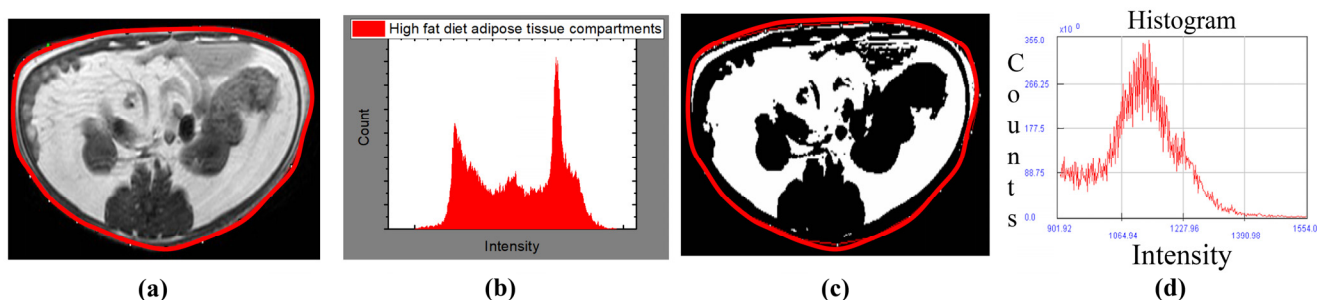 High fat diet adipose tissue compartments
Count
Intensity
Histogram
x10^0
355.0
266.25
177.5
88.75
0.0
901.92 1064.94 1227.96 1390.98 1554.0
Counts
Intensity
(a) (b) (c) (d)